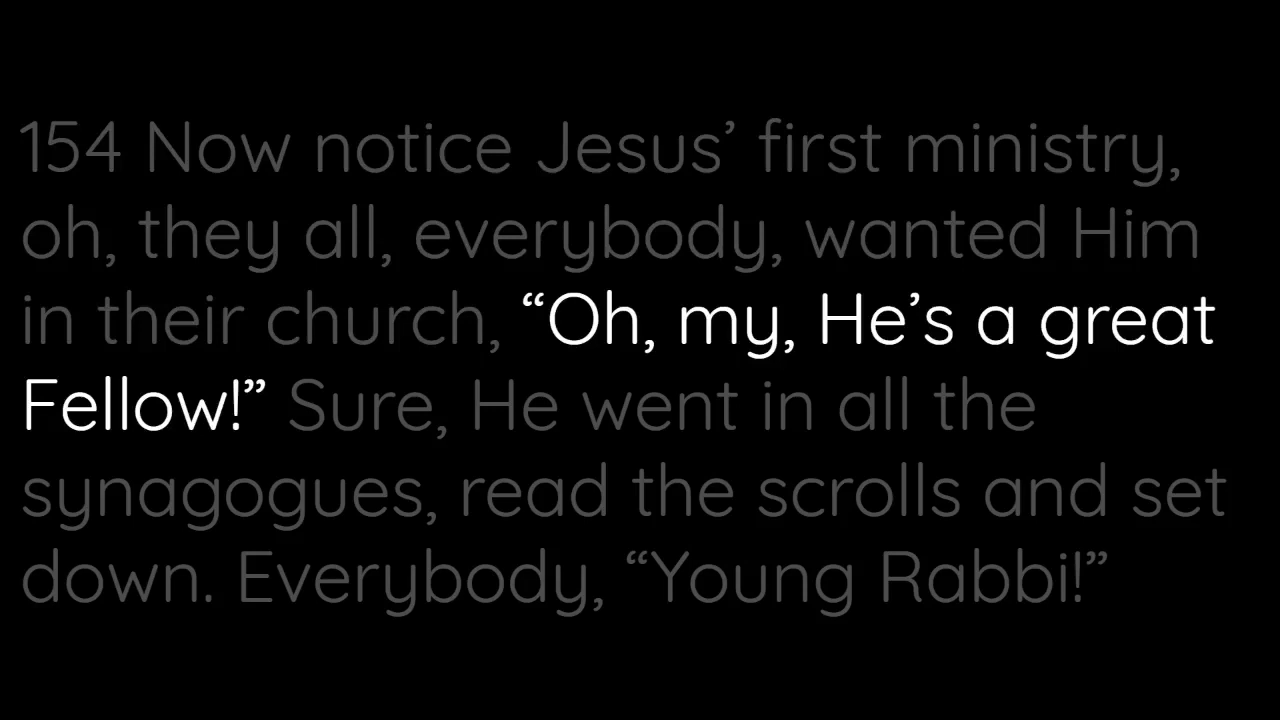 154 Now notice Jesus’ first ministry,
oh, they all, everybody, wanted Him
in their church, “Oh, my, He’s a great
Fellow!” Sure, He went in all the
synagogues, read the scrolls and set
down. Everybody, “Young Rabbi!”